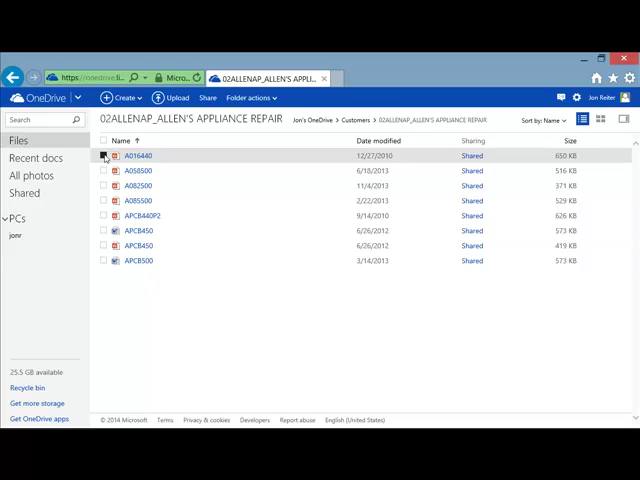 https://onedrive.li... Micro... 02ALLENAP_ALLEN'S APPLI...
OneDrive Create Upload Share Folder actions Jon Reiter
Search 02ALLENAP_ALLEN'S APPLIANCE REPAIR Jon's OneDrive > Customers > 02ALLENAP_ALLEN'S APPLIANCE REPAIR Sort by: Name
Files Name Date modified Sharing Size
Recent docs A016440 12/27/2010 Shared 650 KB
All photos A058500 6/18/2013 Shared 516 KB
Shared A082500 11/4/2013 Shared 371 KB
A085500 2/22/2013 Shared 529 KB
PCs APCB440P2 9/14/2010 Shared 626 KB
jonr APCB450 6/26/2012 Shared 573 KB
APCB450 6/26/2012 Shared 419 KB
APCB500 3/14/2013 Shared 573 KB
25.5 GB available
Recycle bin
Get more storage
Get OneDrive apps
© 2014 Microsoft Terms Privacy & cookies Developers Report abuse English (United States)